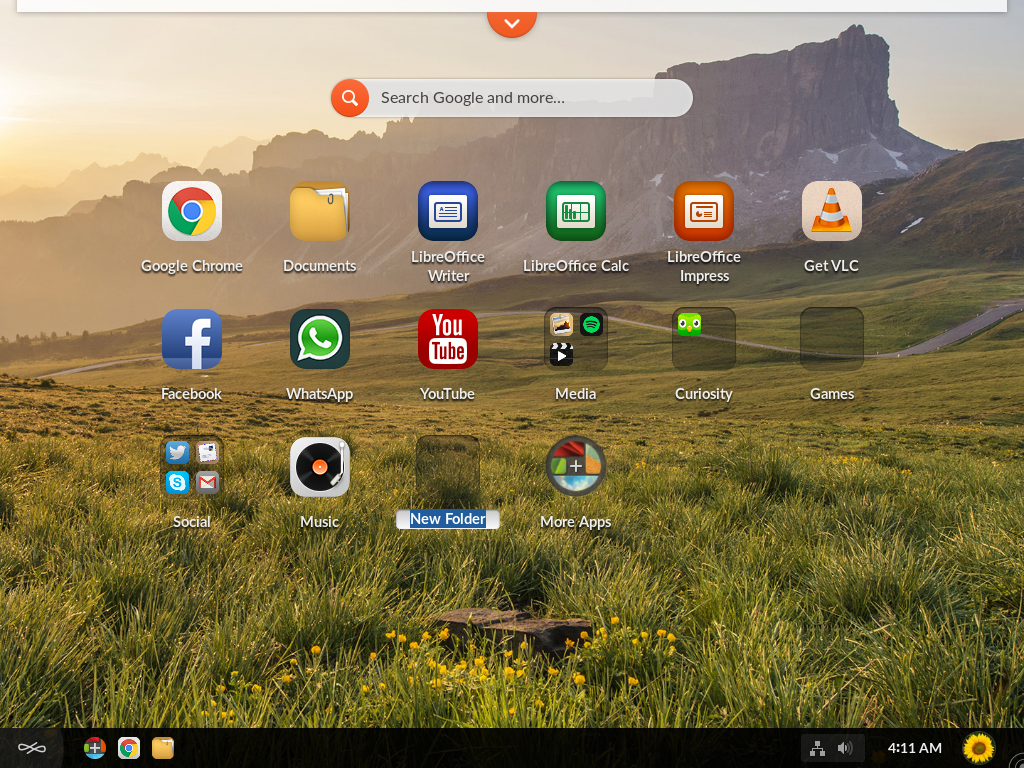 Search Google and more...
Google Chrome
Documents
LibreOffice
Writer
LibreOffice Calc
LibreOffice
Impress
Get VLC
You
Tube
Facebook
WhatsApp
YouTube
Media
Curiosity
Games
Social
Music
New Folder
More Apps
4:11 AM